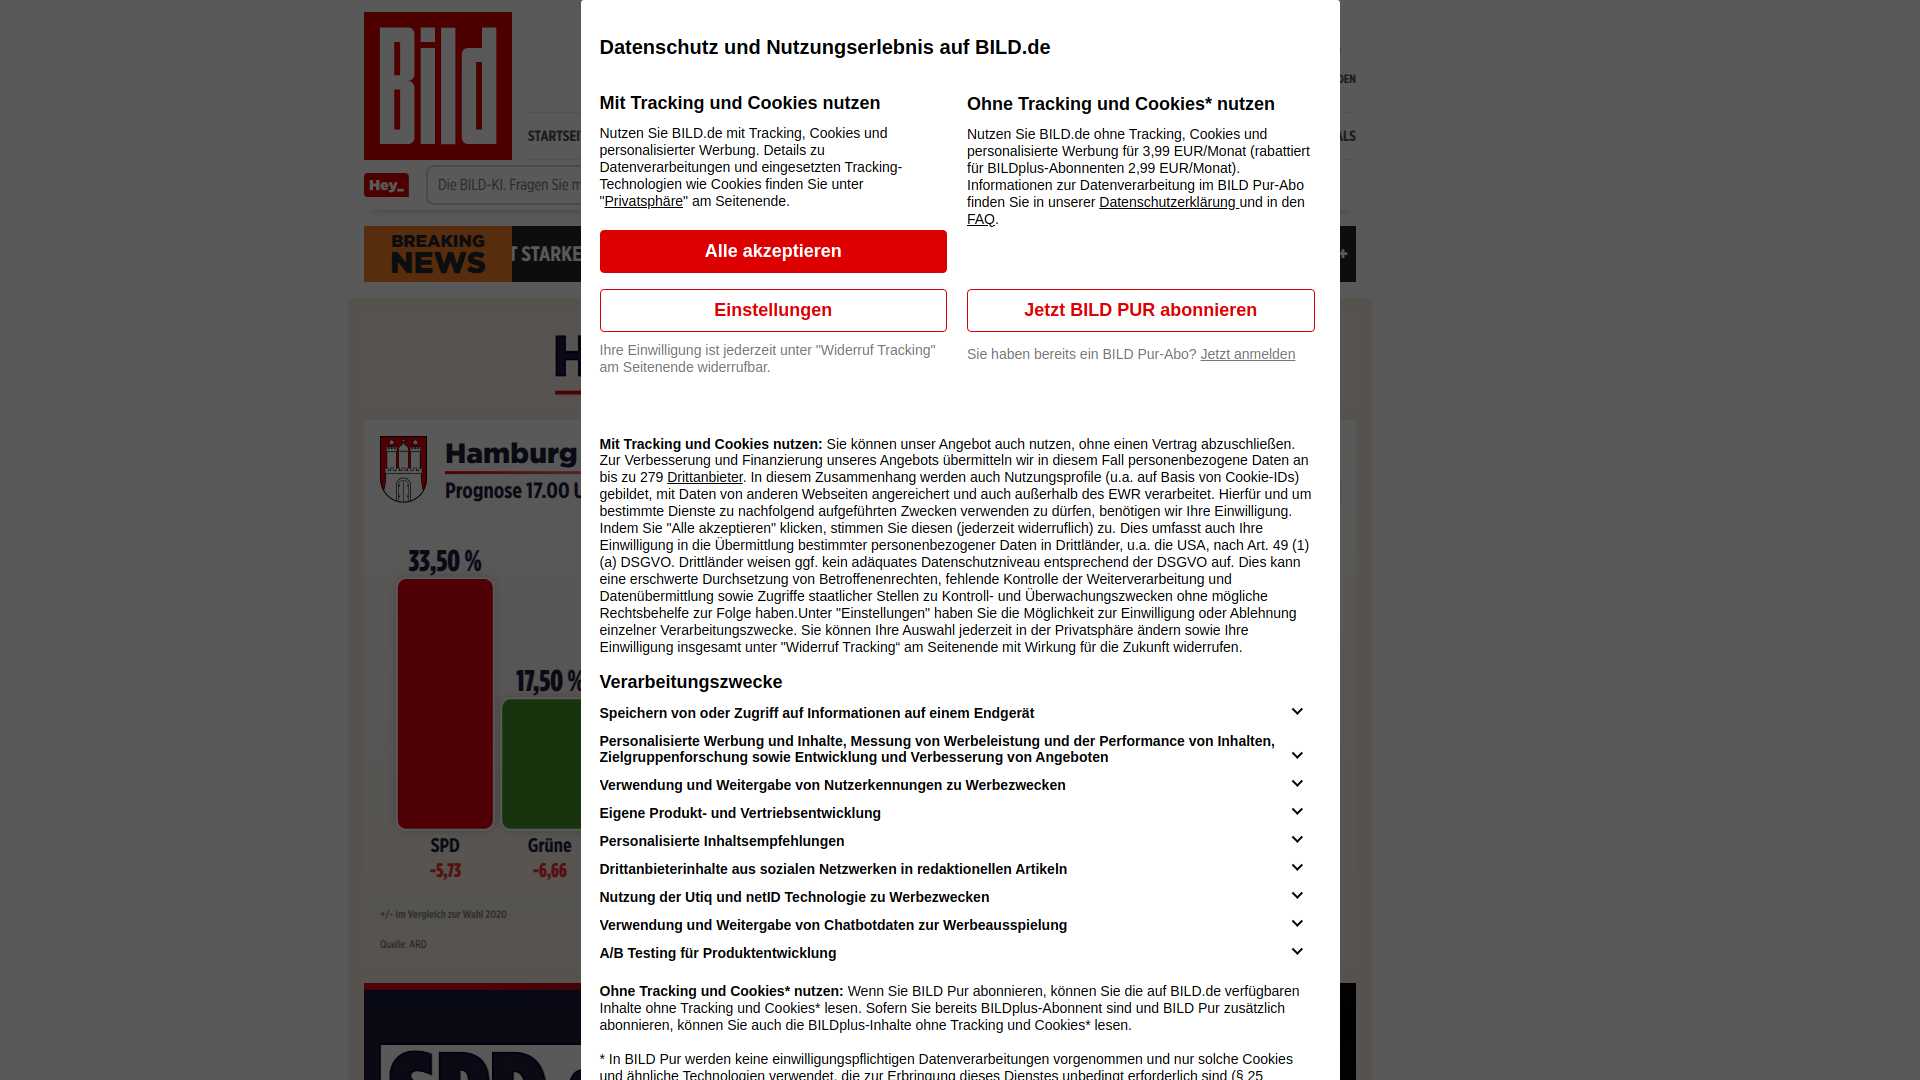 Bild
DEN
STARTSEI
ALS
Hey_
Die BILD-KI. Fragen Sie m
BREAKING
NEWS
T STARKE
+
H
Hamburg
Prognose 17.00 U
33,50 %
17,50 %
SPD
Grüne
-5,73
-6,66
+/- im Vergleich zur Wahl 2020
Quelle: ARD
SPD
Datenschutz und Nutzungserlebnis auf BILD.de
Mit Tracking und Cookies nutzen
Nutzen Sie BILD.de mit Tracking, Cookies und
personalisierter Werbung. Details zu
Datenverarbeitungen und eingesetzten Tracking-
Technologien wie Cookies finden Sie unter
"Privatsphäre" am Seitenende.
Alle akzeptieren
Einstellungen
Ihre Einwilligung ist jederzeit unter "Widerruf Tracking"
am Seitenende widerrufbar.
Ohne Tracking und Cookies* nutzen
Nutzen Sie BILD.de ohne Tracking, Cookies und
personalisierte Werbung für 3,99 EUR/Monat (rabattiert
für BILDplus-Abonnenten 2,99 EUR/Monat).
Informationen zur Datenverarbeitung im BILD Pur-Abo
finden Sie in unserer Datenschutzerklärung und in den
FAQ.
Jetzt BILD PUR abonnieren
Sie haben bereits ein BILD Pur-Abo? Jetzt anmelden
Mit Tracking und Cookies nutzen: Sie können unser Angebot auch nutzen, ohne einen Vertrag abzuschließen.
Zur Verbesserung und Finanzierung unseres Angebots übermitteln wir in diesem Fall personenbezogene Daten an
bis zu 279 Drittanbieter. In diesem Zusammenhang werden auch Nutzungsprofile (u.a. auf Basis von Cookie-IDs)
gebildet, mit Daten von anderen Webseiten angereichert und auch außerhalb des EWR verarbeitet. Hierfür und um
bestimmte Dienste zu nachfolgend aufgeführten Zwecken verwenden zu dürfen, benötigen wir Ihre Einwilligung.
Indem Sie "Alle akzeptieren" klicken, stimmen Sie diesen (jederzeit widerruflich) zu. Dies umfasst auch Ihre
Einwilligung in die Übermittlung bestimmter personenbezogener Daten in Drittländer, u.a. die USA, nach Art. 49 (1)
(a) DSGVO. Drittländer weisen ggf. kein adäquates Datenschutzniveau entsprechend der DSGVO auf. Dies kann
eine erschwerte Durchsetzung von Betroffenenrechten, fehlende Kontrolle der Weiterverarbeitung und
Datenübermittlung sowie Zugriffe staatlicher Stellen zu Kontroll- und Überwachungszwecken ohne mögliche
Rechtsbehelfe zur Folge haben.Unter "Einstellungen" haben Sie die Möglichkeit zur Einwilligung oder Ablehnung
einzelner Verarbeitungszwecke. Sie können Ihre Auswahl jederzeit in der Privatsphäre ändern sowie Ihre
Einwilligung insgesamt unter "Widerruf Tracking“ am Seitenende mit Wirkung für die Zukunft widerrufen.
Verarbeitungszwecke
Speichern von oder Zugriff auf Informationen auf einem Endgerät
Personalisierte Werbung und Inhalte, Messung von Werbeleistung und der Performance von Inhalten,
Zielgruppenforschung sowie Entwicklung und Verbesserung von Angeboten
Verwendung und Weitergabe von Nutzerkennungen zu Werbezwecken
Eigene Produkt- und Vertriebsentwicklung
Personalisierte Inhaltsempfehlungen
Drittanbieterinhalte aus sozialen Netzwerken in redaktionellen Artikeln
Nutzung der Utiq und netID Technologie zu Werbezwecken
Verwendung und Weitergabe von Chatbotdaten zur Werbeausspielung
A/B Testing für Produktentwicklung
Ohne Tracking und Cookies* nutzen: Wenn Sie BILD Pur abonnieren, können Sie die auf BILD.de verfügbaren
Inhalte ohne Tracking und Cookies* lesen. Sofern Sie bereits BILDplus-Abonnent sind und BILD Pur zusätzlich
abonnieren, können Sie auch die BILDplus-Inhalte ohne Tracking und Cookies* lesen.
* In BILD Pur werden keine einwilligungspflichtigen Datenverarbeitungen vorgenommen und nur solche Cookies
und ähnliche Technologien verwendet, die zur Erbringung dieses Dienstes unbedingt erforderlich sind (§ 25